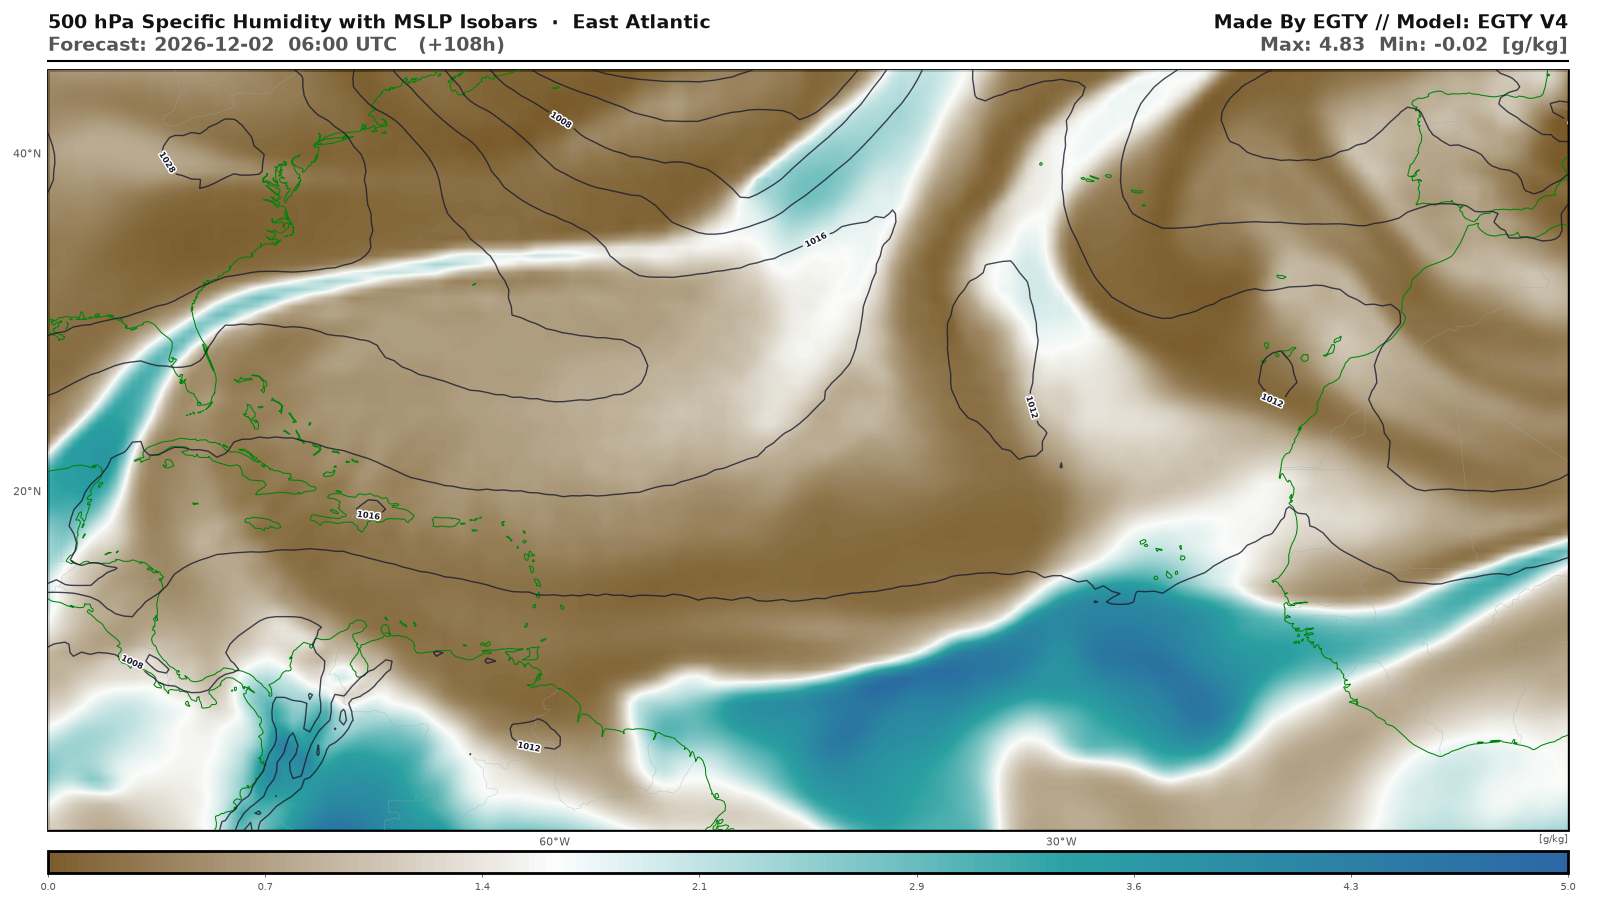 500 hPa Specific Humidity with MSLP Isobars · East Atlantic
Made By EGTY // Model: EGTY V4
Forecast: 2026-12-02 06:00 UTC (+108h)
Max: 4.83 Min: -0.02 [g/kg]
1008
40°N
1028
1016
1012
1012
20°N
1016
1008
1012
60°W
30°W
[g/kg]
0.0 0.7 1.4 2.1 2.9 3.6 4.3 5.0